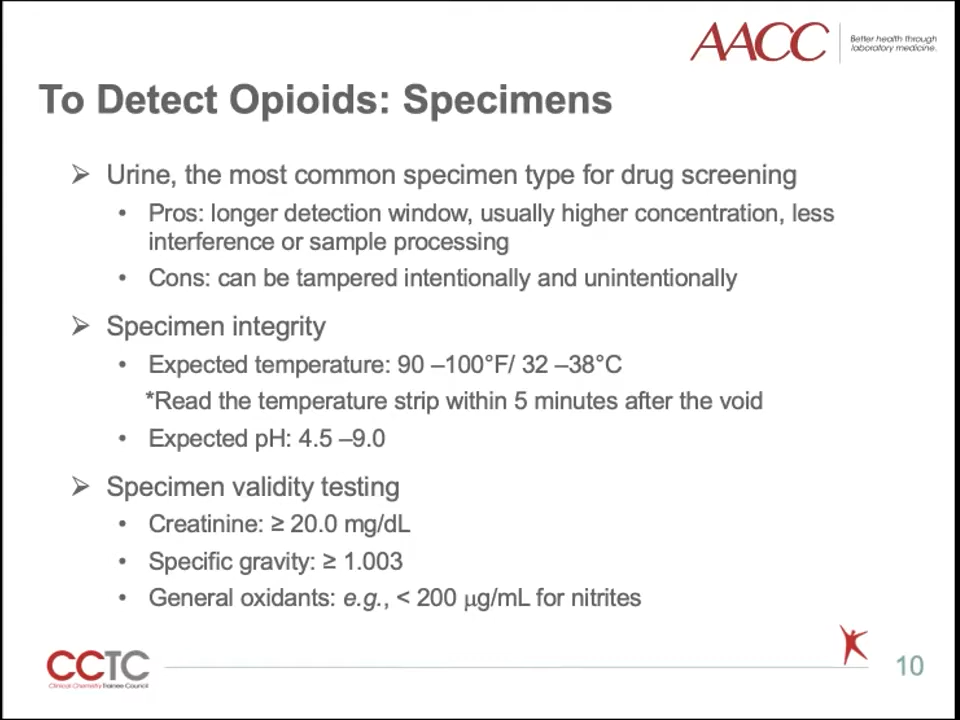 AACC
Better health through
laboratory medicine.
To Detect Opioids: Specimens
➢ Urine, the most common specimen type for drug screening
• Pros: longer detection window, usually higher concentration, less
interference or sample processing
• Cons: can be tampered intentionally and unintentionally
➢ Specimen integrity
• Expected temperature: 90 –100°F/ 32 –38°C
*Read the temperature strip within 5 minutes after the void
• Expected pH: 4.5 –9.0
➢ Specimen validity testing
• Creatinine: ≥ 20.0 mg/dL
• Specific gravity: ≥ 1.003
• General oxidants: e.g., < 200 µg/mL for nitrites
CCTC
Clinical Chemistry Trainee Council
10